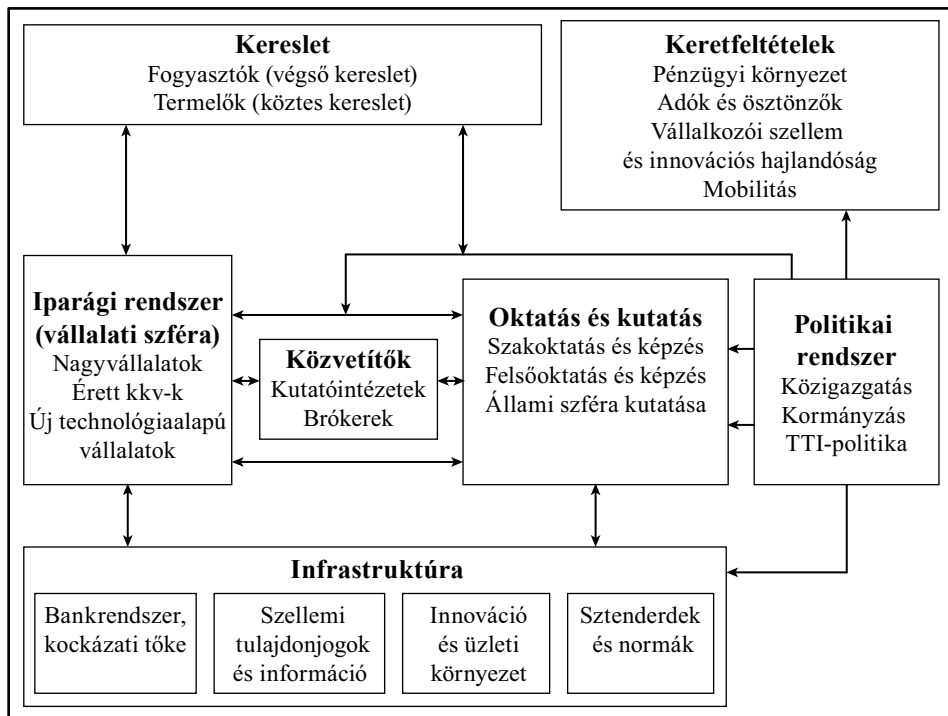 Kereslet
Fogyasztók (végső kereslet)
Termelők (köztes kereslet)
Keretfeltételek
Pénzügyi környezet
Adók és ösztönzők
Vállalkozói szellem
és innovációs hajlandóság
Mobilitás
Iparági rendszer
(vállalati szféra)
Nagyvállalatok
Érett kkv-k
Új technológiaalapú
vállalatok
Közvetítők
Kutatóintézetek
Brókerek
Oktatás és kutatás
Szakoktatás és képzés
Felsőoktatás és képzés
Állami szféra kutatása
Politikai
rendszer
Közigazgatás
Kormányzás
TTI-politika
Infrastruktúra
Bankrendszer,
kockázati tőke
Szellemi
tulajdonjogok
és információ
Innováció
és üzleti
környezet
Sztenderdek
és normák